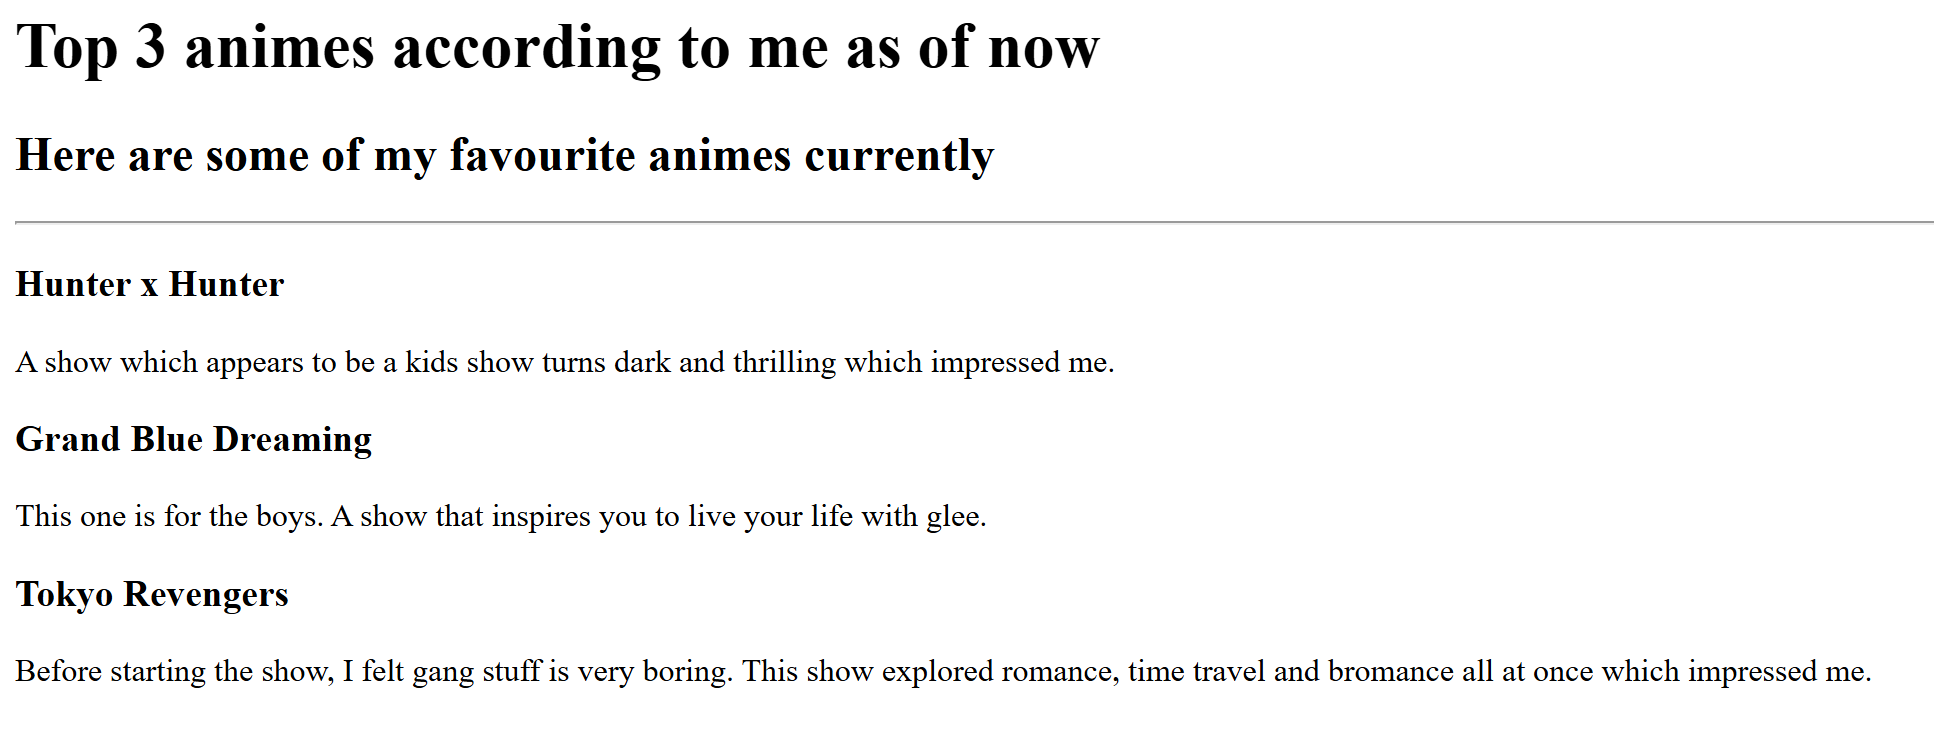 Top 3 animes according to me as of now
Here are some of my favourite animes currently
Hunter x Hunter
A show which appears to be a kids show turns dark and thrilling which impressed me.
Grand Blue Dreaming
This one is for the boys. A show that inspires you to live your life with glee.
Tokyo Revengers
Before starting the show, I felt gang stuff is very boring. This show explored romance, time travel and bromance all at once which impressed me.